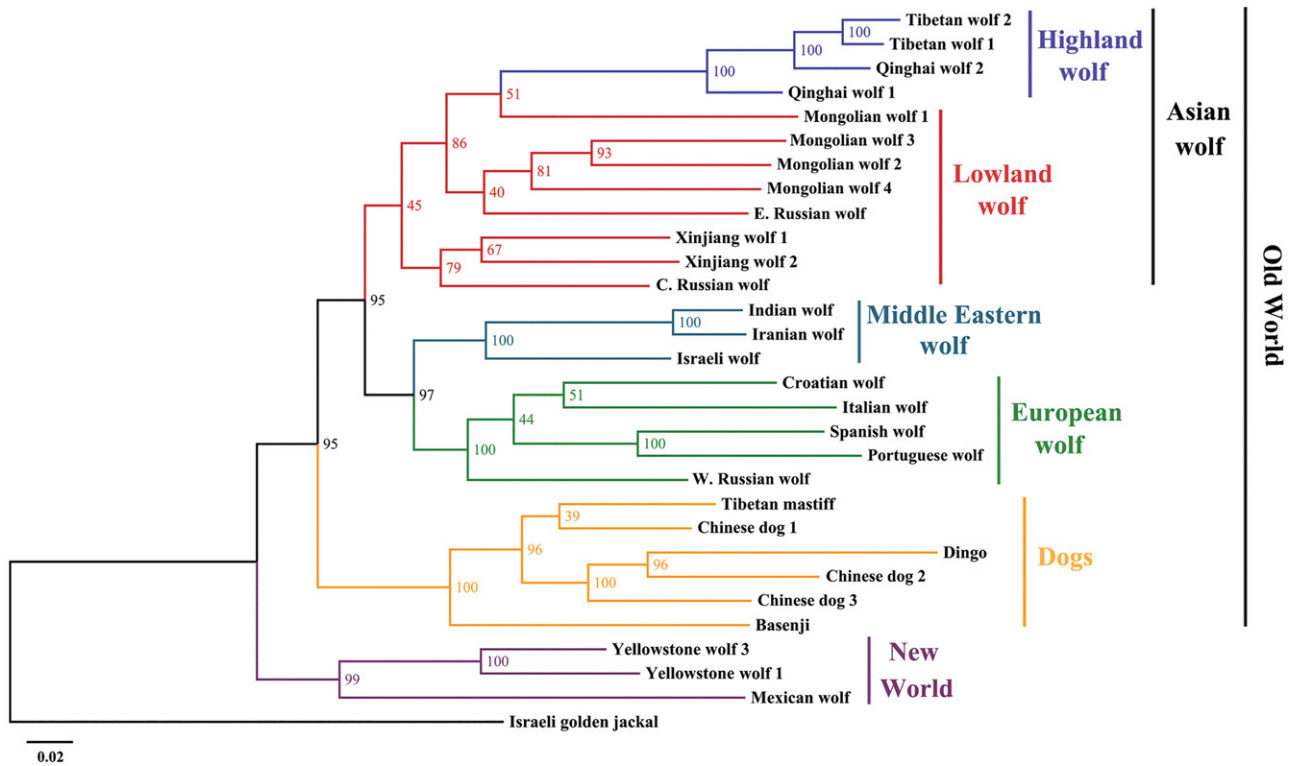 Tibetan wolf 2
100
Tibetan wolf 1
100
Qinghai wolf 2
100
Qinghai wolf 1
51
Mongolian wolf 1
86
Mongolian wolf 3
93
Mongolian wolf 2
81
Mongolian wolf 4
40
E. Russian wolf
45
Xinjiang wolf 1
67
Xinjiang wolf 2
79
C. Russian wolf
95
Indian wolf
100
Iranian wolf
100
Israeli wolf
97
Croatian wolf
51
Italian wolf
44
Spanish wolf
100
Portuguese wolf
100
W. Russian wolf
95
Tibetan mastiff
39
Chinese dog 1
96
Dingo
96
Chinese dog 2
100
Chinese dog 3
100
Basenji
Yellowstone wolf 3
100
Yellowstone wolf 1
99
Mexican wolf
Israeli golden jackal
0.02
Highland
wolf
Lowland
wolf
Asian
wolf
Middle Eastern
wolf
European
wolf
Dogs
New
World
Old World